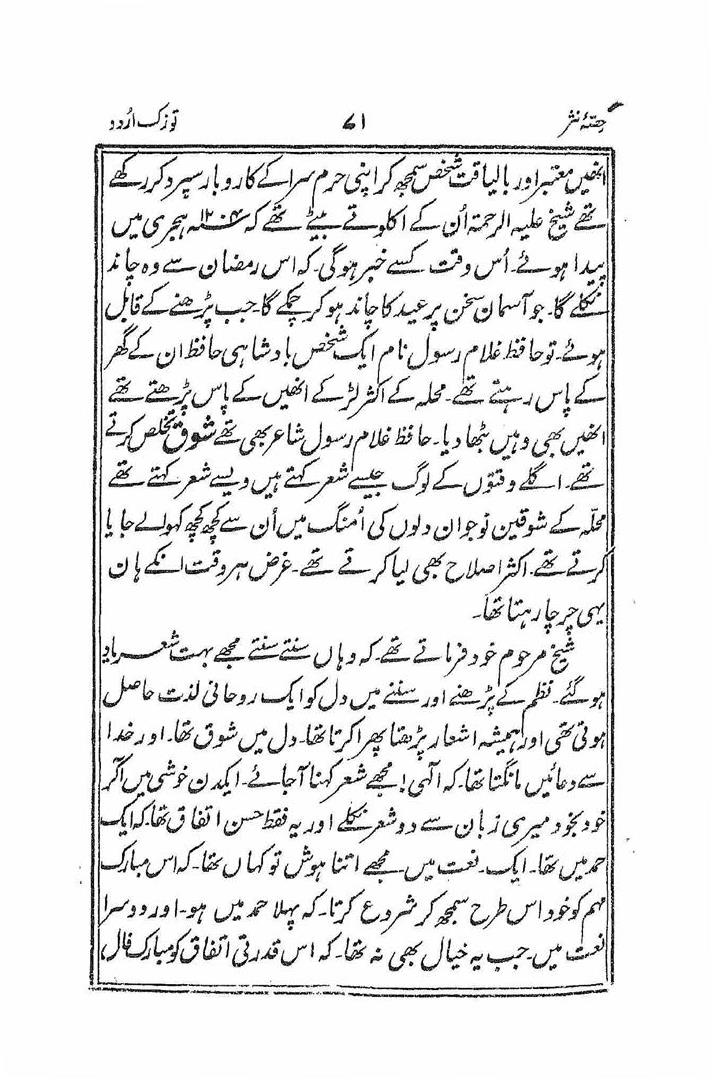 حصّۂ نثر ۷۱ توزک اُردو
انھیں معتبر اور بالیاقت شخص سمجھ کر اپنی حرم سرا کے کاروبار سپرد کر رکھے
تھے شیخ علیہ الرحمۃ اُن کے اکلوتے بیٹے تھے کہ ۱۲۰۴ ہجری میں
پیدا ہوئے۔ اُس وقت کسے خبر ہوگی۔ کہ اس رمضان سے وہ چاند
نکلے گا۔ جو آسمان سخن پر عید کا چاند ہو کر چمکے گا۔ جب پڑھنے کے قابل
ہوئے۔ تو حافظ غلام رسول نام ایک شخص بادشاہی حافظ ان کے گھر
کے پاس رہتے تھے۔ محلہ کے اکثر لڑکے انھیں کے پاس پڑھتے تھے
انھیں بھی وہیں بٹھا دیا۔ حافظ غلام رسول شاعر بھی تھے شوق تخلص کرتے
تھے۔ اگلے وقتوں کے لوگ جیسے شعر کہتے ہیں ویسے شعر کہتے تھے
محلّہ کے شوقین نوجوان دلوں کی اُمنگ میں اُن سے کچھ کچھ کہوا لے جایا
کرتے تھے۔ اکثر اصلاح بھی لیا کرتے تھے۔ غرض ہر وقت انکے ہاں
یہی چرچا رہتا تھا۔
شیخ مرحوم خود فرماتے تھے۔ کہ وہاں سنتے سنتے مجھے بہت شعر یاد
ہو گئے۔ نظم کے پڑھنے اور سننے میں دل کو ایک روحانی لذت حاصل
ہوتی تھی اور ہمیشہ اشعار پڑھتا پھرا کرتا تھا۔ دل میں شوق تھا۔ اور خدا
سے دعائیں مانگتا تھا۔ کہ الٰہی! مجھے شعر کہنا آ جائے۔ ایکدن خوشی میں آکر
خود بخود میری زبان سے دو شعر نکلے اور یہ فقط حسن اتفاق تھا۔ کہ ایک
حمد میں تھا۔ ایک نعت میں۔ مجھے اتنا ہوش تو کہاں تھا۔ کہ اس مبارک
مہم کو خود اس طرح سمجھ کر شروع کرتا۔ کہ پہلا حمد میں ہو۔ اور دوسرا
نعت میں۔ جب یہ خیال بھی نہ تھا۔ کہ اس قدرتی اتفاق کو مبارک فال